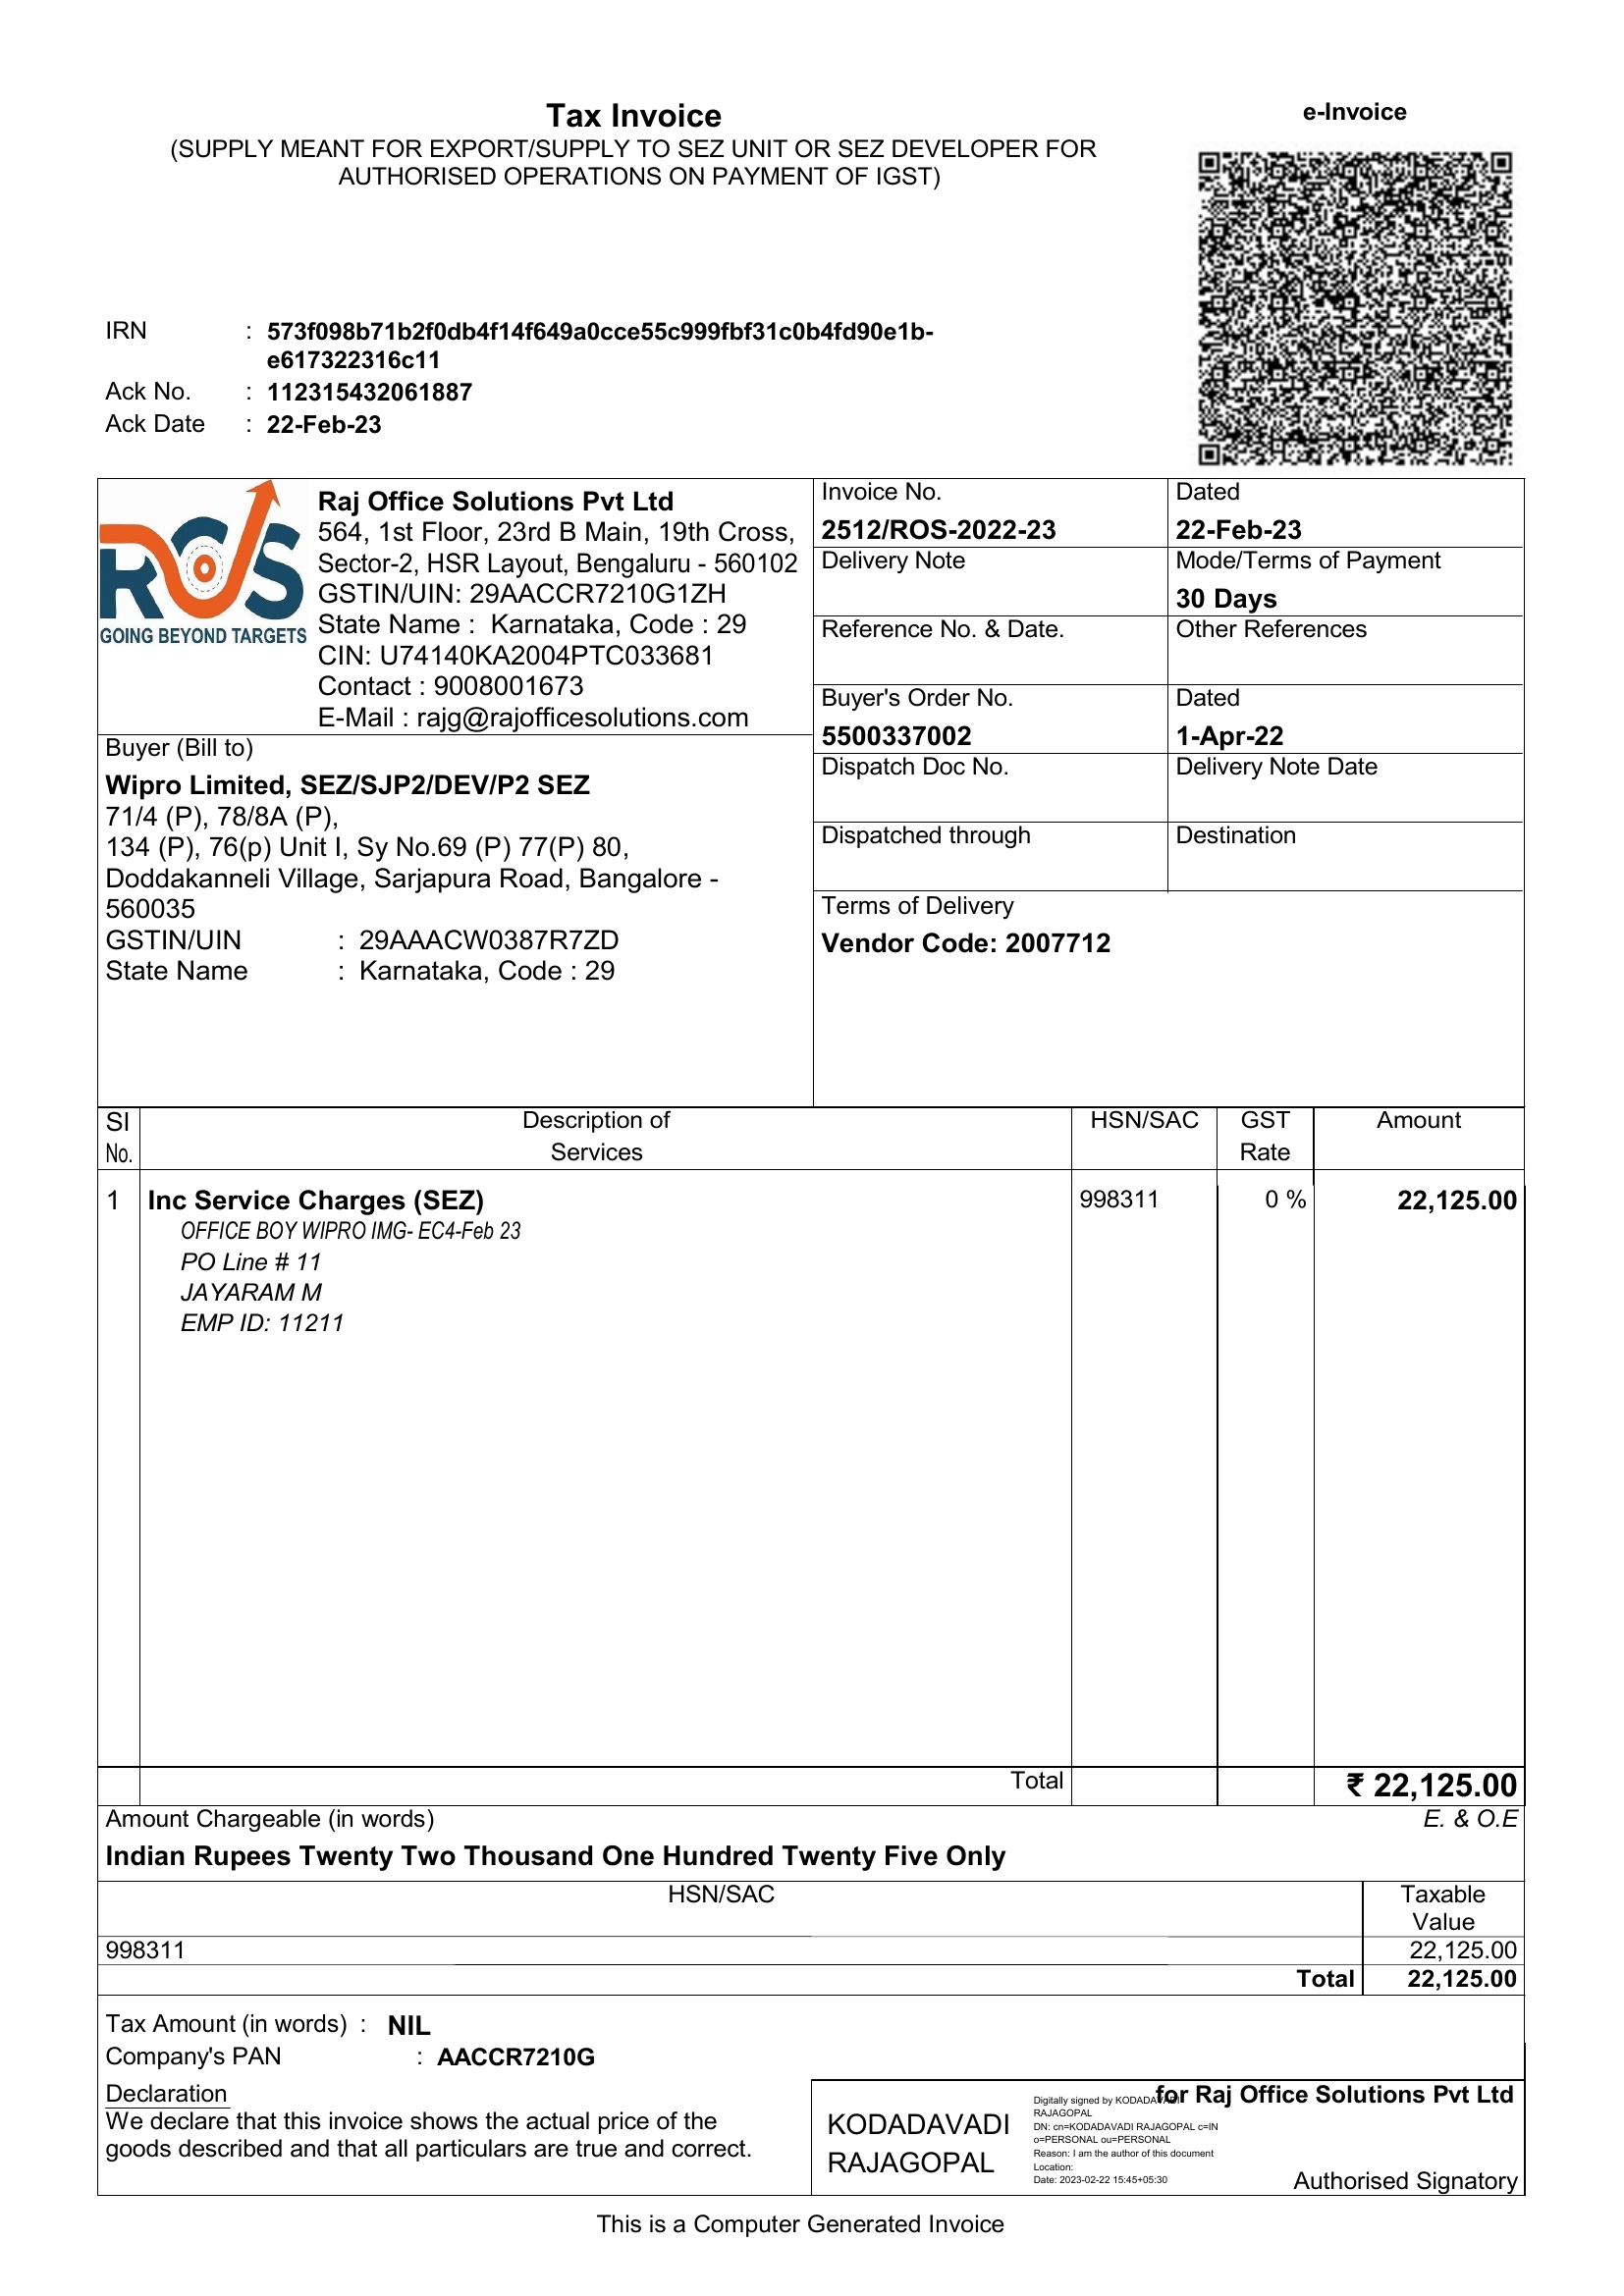 Tax Invoice
(SUPPLY MEANT FOR EXPORT/SUPPLY TO SEZ UNIT OR SEZ DEVELOPER FOR
AUTHORISED OPERATIONS ON PAYMENT OF IGST)
e-Invoice
IRN : 573f098b71b2f0db4f14f649a0cce55c999fbf31c0b4fd90e1b-
e617322316c11
Ack No. : 112315432061887
Ack Date : 22-Feb-23
ROS
GOING BEYOND TARGETS
Raj Office Solutions Pvt Ltd
564, 1st Floor, 23rd B Main, 19th Cross,
Sector-2, HSR Layout, Bengaluru - 560102
GSTIN/UIN: 29AACCR7210G1ZH
State Name : Karnataka, Code : 29
CIN: U74140KA2004PTC033681
Contact : 9008001673
E-Mail : rajg@rajofficesolutions.com
Buyer (Bill to)
Wipro Limited, SEZ/SJP2/DEV/P2 SEZ
71/4 (P), 78/8A (P),
134 (P), 76(p) Unit I, Sy No.69 (P) 77(P) 80,
Doddakanneli Village, Sarjapura Road, Bangalore -
560035
GSTIN/UIN : 29AAACW0387R7ZD
State Name : Karnataka, Code : 29
Invoice No. Dated
2512/ROS-2022-23 22-Feb-23
Delivery Note Mode/Terms of Payment
30 Days
Reference No. & Date. Other References
Buyer's Order No. Dated
5500337002 1-Apr-22
Dispatch Doc No. Delivery Note Date
Dispatched through Destination
Terms of Delivery
Vendor Code: 2007712
Sl Description of HSN/SAC GST Amount
No. Services Rate
1 Inc Service Charges (SEZ) 998311 0 % 22,125.00
OFFICE BOY WIPRO IMG- EC4-Feb 23
PO Line # 11
JAYARAM M
EMP ID: 11211
Total ₹ 22,125.00
Amount Chargeable (in words) E. & O.E
Indian Rupees Twenty Two Thousand One Hundred Twenty Five Only
HSN/SAC Taxable
Value
998311 22,125.00
Total 22,125.00
Tax Amount (in words) : NIL
Company's PAN : AACCR7210G
Declaration
We declare that this invoice shows the actual price of the
goods described and that all particulars are true and correct.
for Raj Office Solutions Pvt Ltd
KODADAVADI
RAJAGOPAL
Digitally signed by KODADAVADI
RAJAGOPAL
DN: cn=KODADAVADI RAJAGOPAL c=IN
o=PERSONAL ou=PERSONAL
Reason: I am the author of this document
Location:
Date: 2023-02-22 15:45+05:30
Authorised Signatory
This is a Computer Generated Invoice